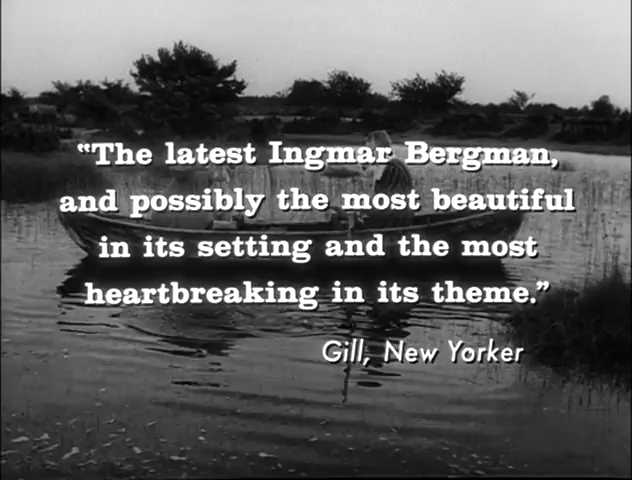 “The latest Ingmar Bergman,
and possibly the most beautiful
in its setting and the most
heartbreaking in its theme.”
Gill, New Yorker